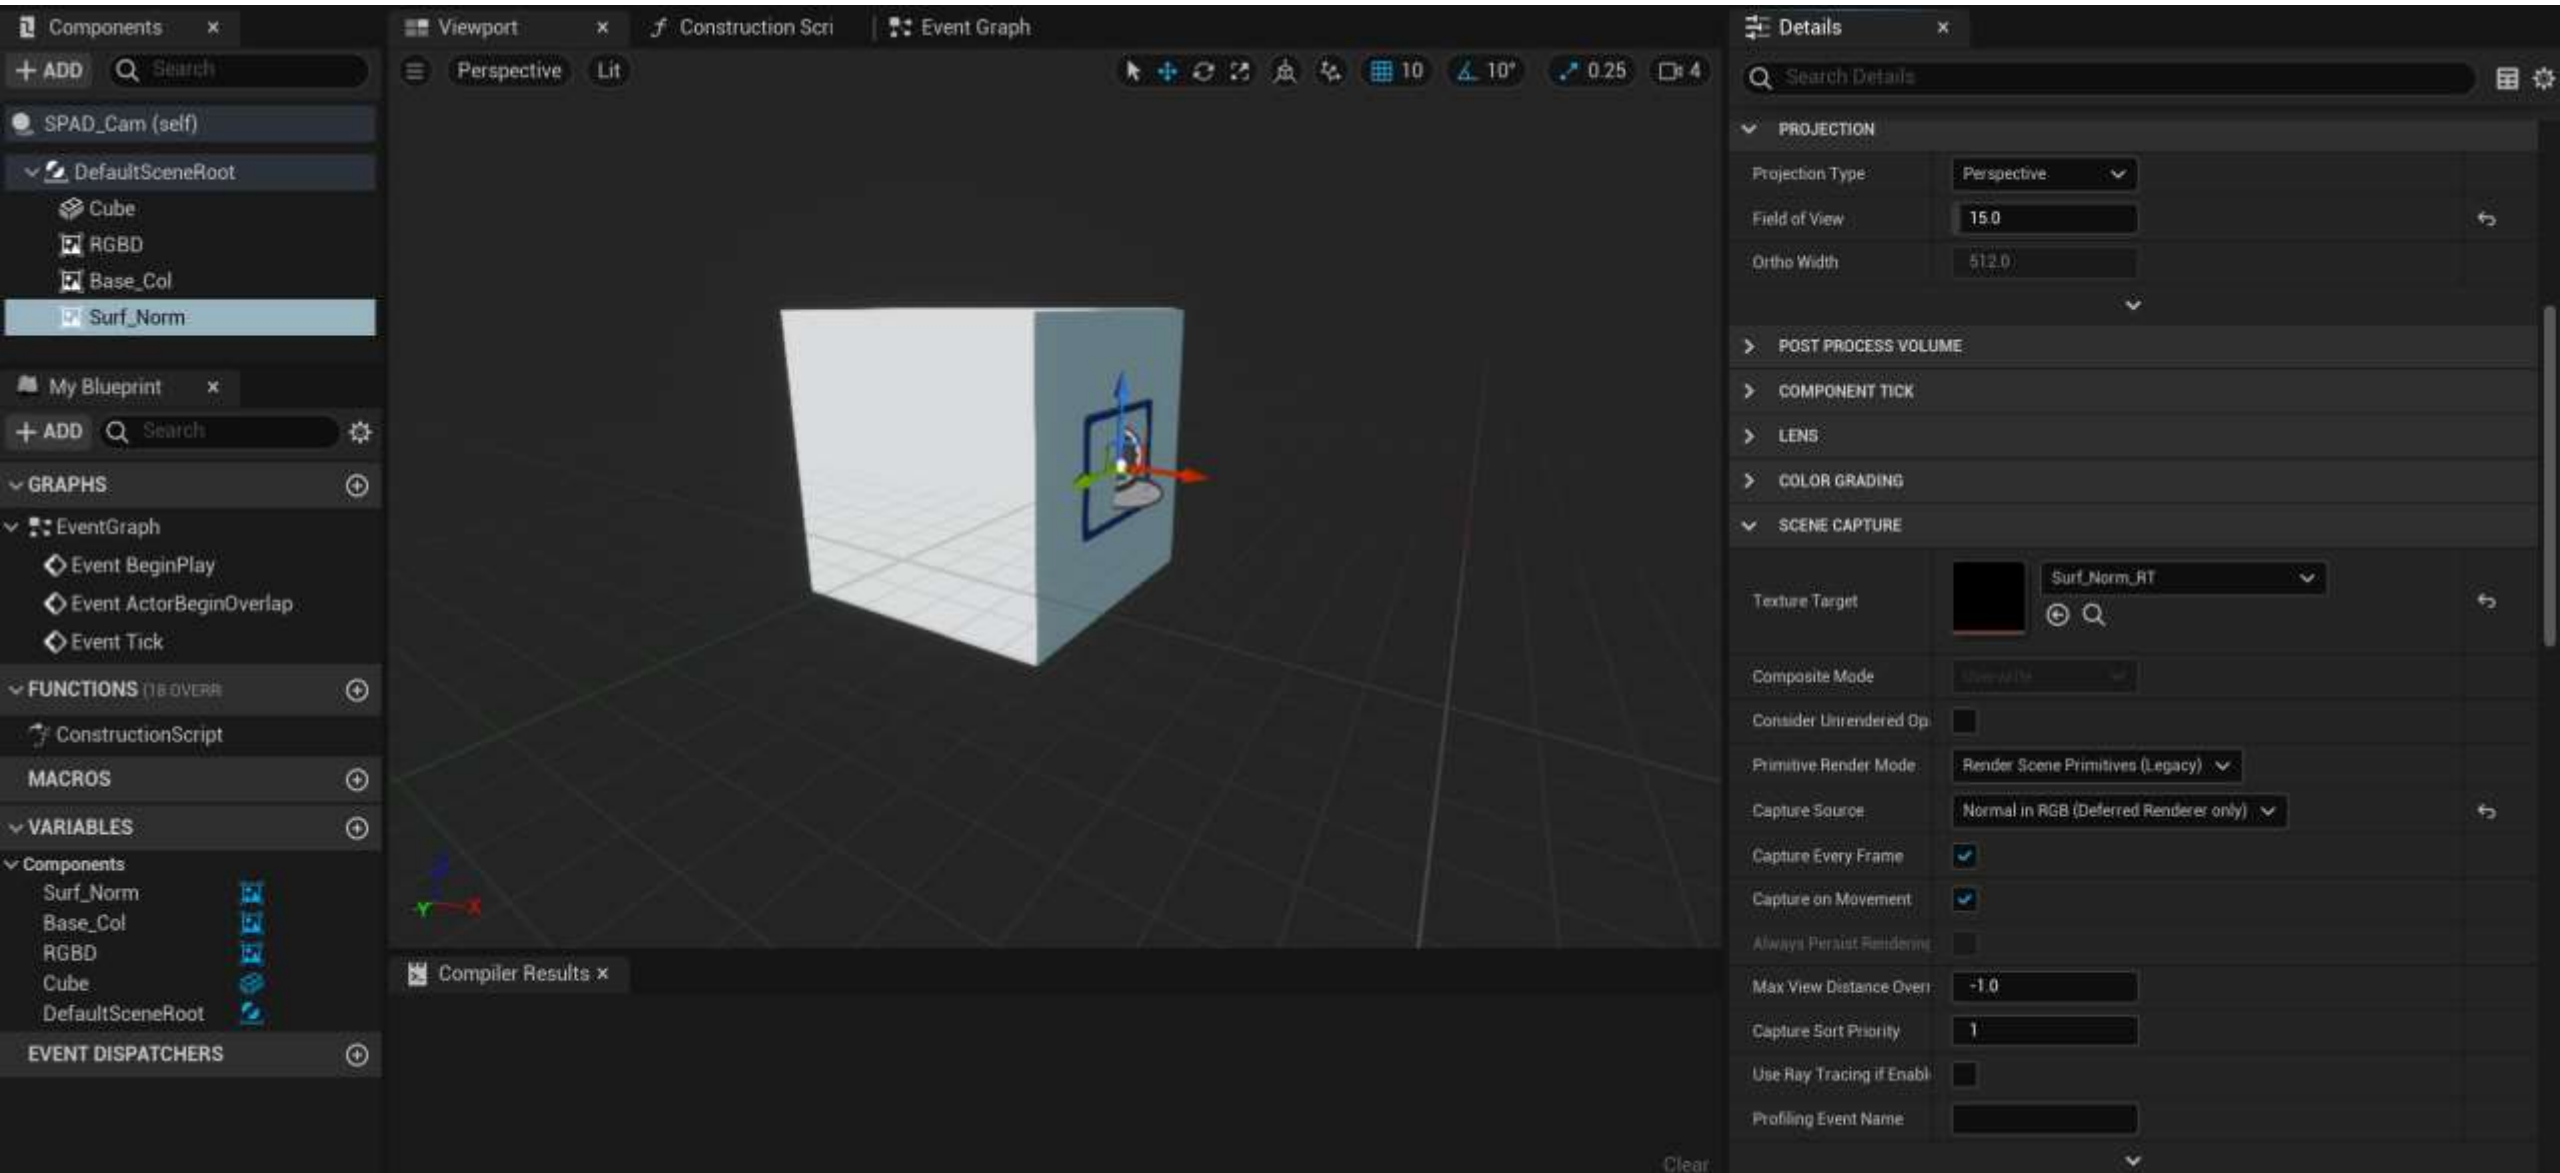 Components
ADD
Search
SPAD_Cam (self)
DefaultSceneRoot
Cube
RGBD
Base_Col
Surf_Norm
My Blueprint
ADD
Search
GRAPHS
EventGraph
Event BeginPlay
Event ActorBeginOverlap
Event Tick
FUNCTIONS (18 OVERR
ConstructionScript
MACROS
VARIABLES
Components
Surf_Norm
Base_Col
RGBD
Cube
DefaultSceneRoot
EVENT DISPATCHERS
Viewport
Construction Scri
Event Graph
Perspective
Lit
10
10°
0.25
4
-Y
X
Compiler Results
Clear
Details
Search Details
PROJECTION
Projection Type
Perspective
Field of View
15.0
Ortho Width
512.0
POST PROCESS VOLUME
COMPONENT TICK
LENS
COLOR GRADING
SCENE CAPTURE
Texture Target
Surf_Norm_RT
Composite Mode
Consider Unrendered Op
Primitive Render Mode
Render Scene Primitives (Legacy)
Capture Source
Normal in RGB (Deferred Renderer only)
Capture Every Frame
Capture on Movement
Always Persist Rendering
Max View Distance Overr
-1.0
Capture Sort Priority
1
Use Ray Tracing if Enabl
Profiling Event Name